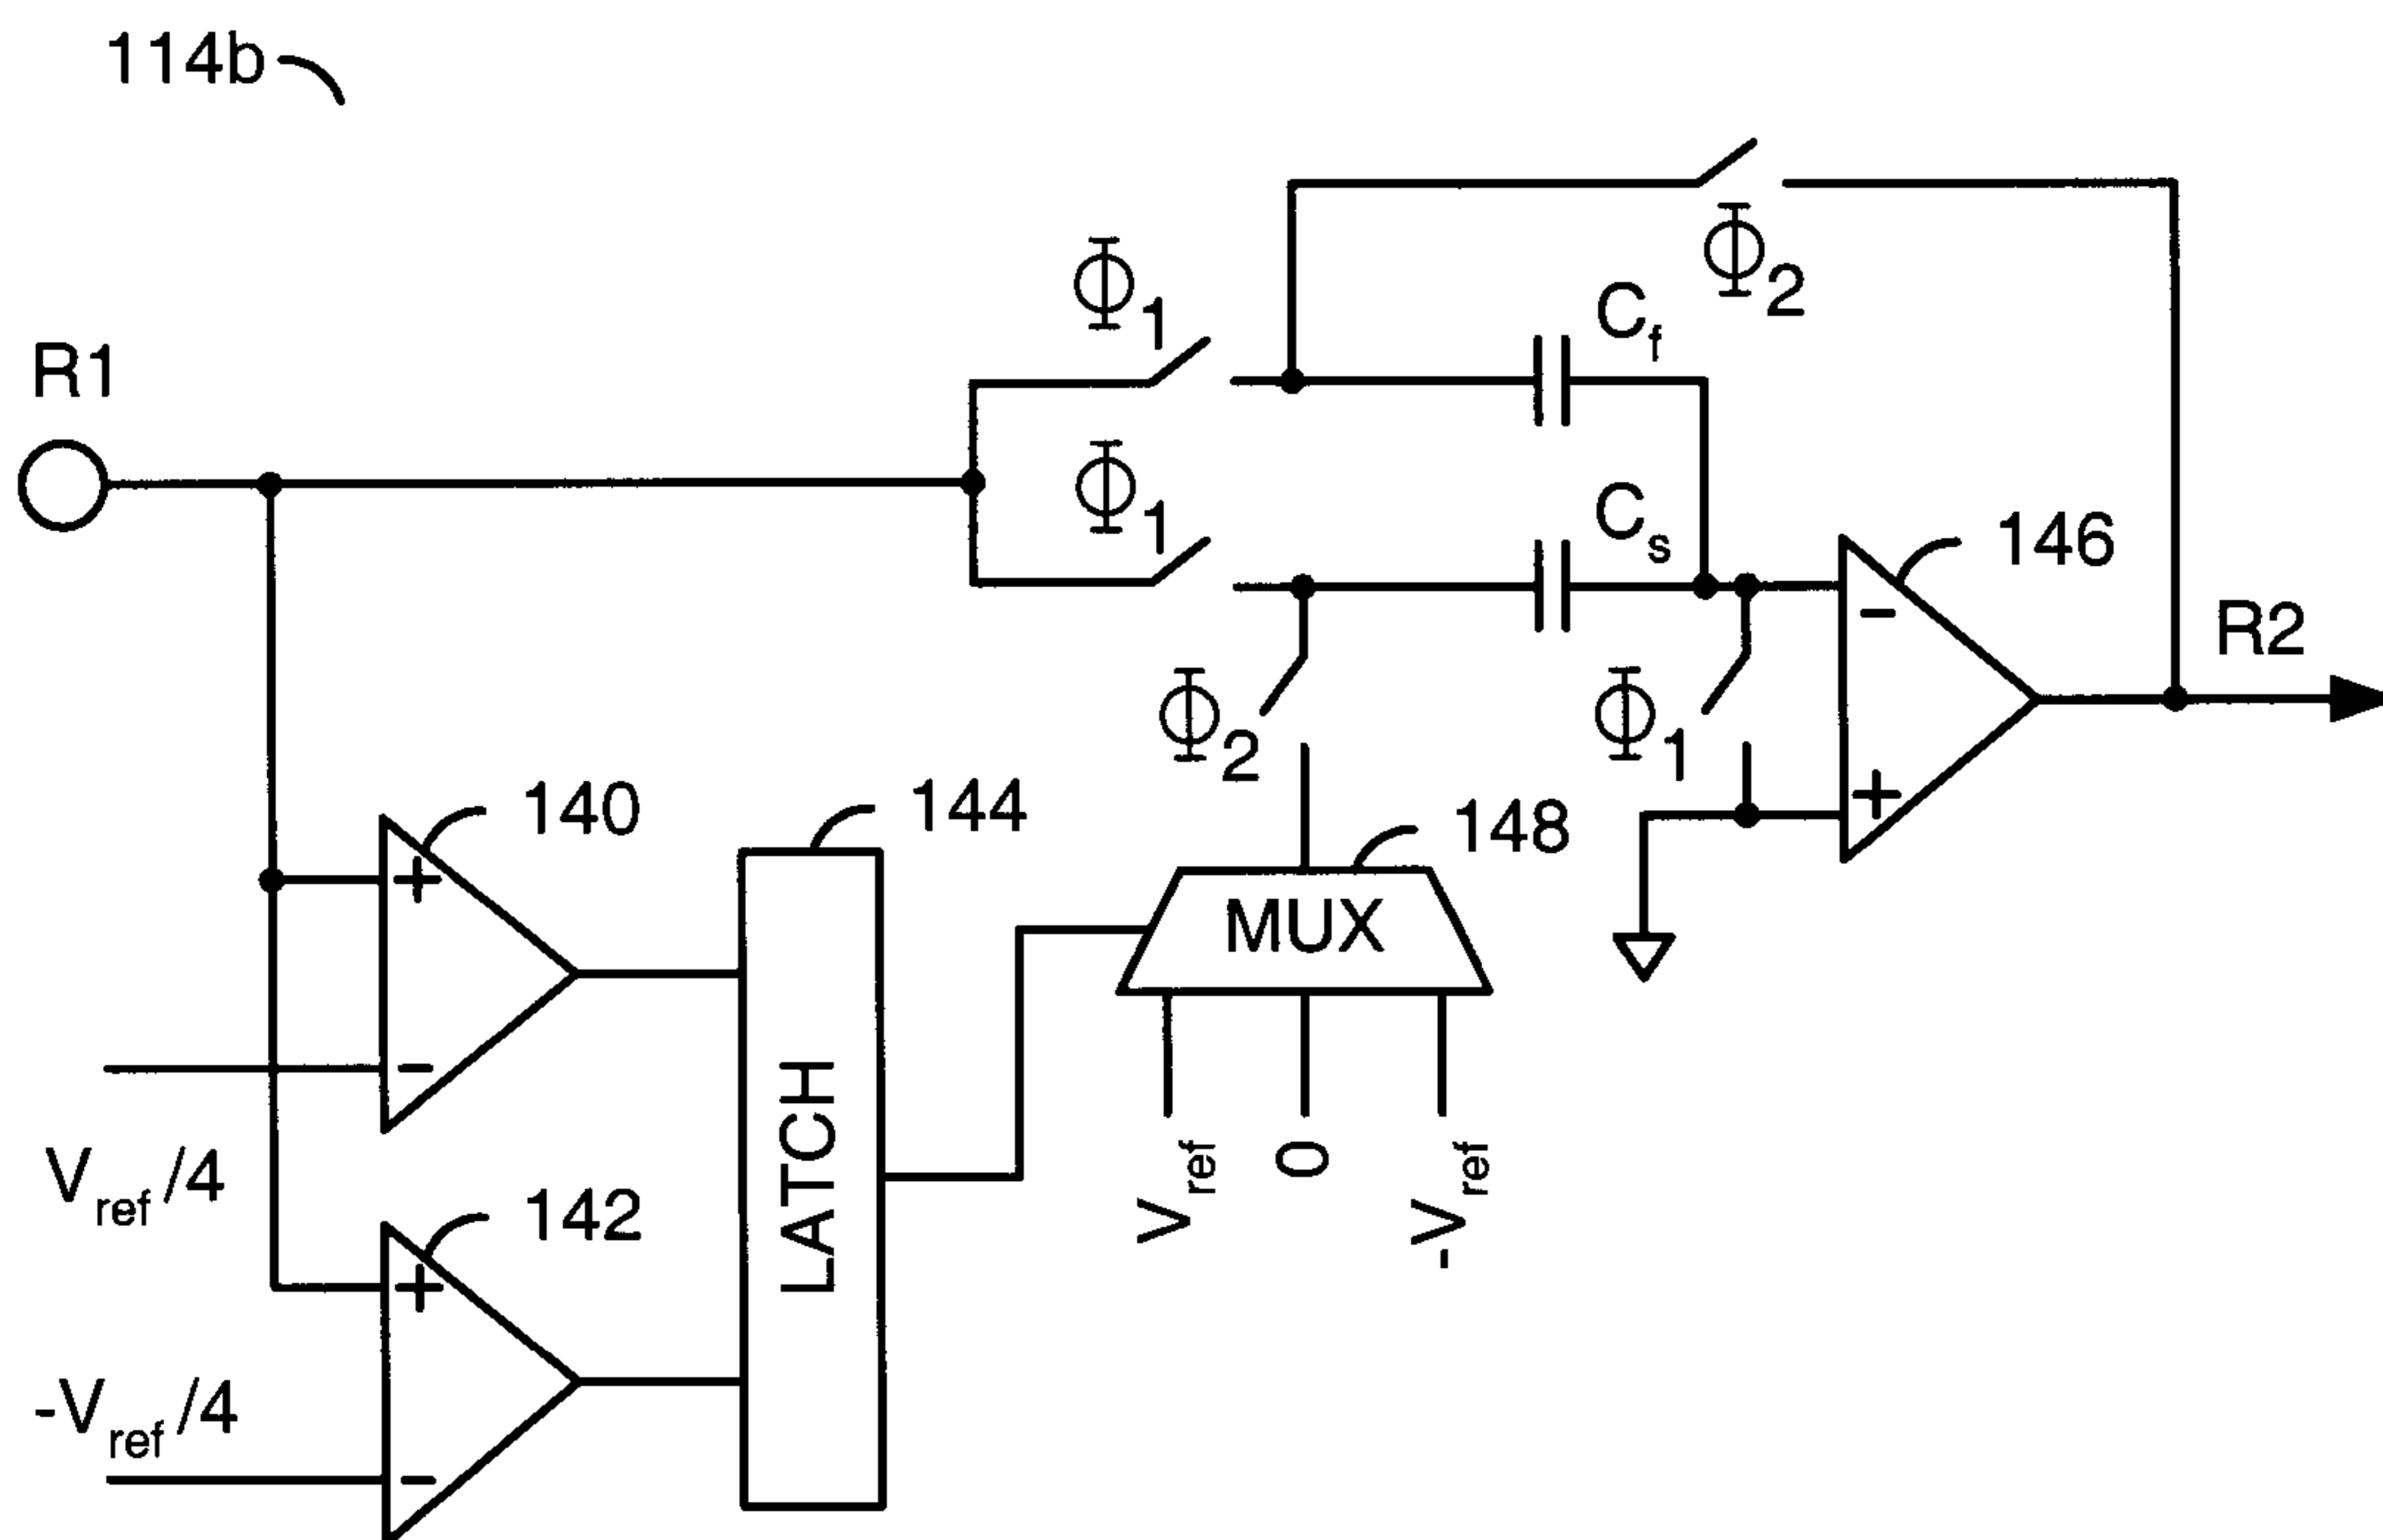 114b
Φ2
Φ1
Cf
R1
Φ1
Cs
146
R2
Φ2
Φ1
-
+
140
144
148
+
MUX
-
LATCH
Vref/4
Vref
0
-Vref
142
+
-Vref/4
-